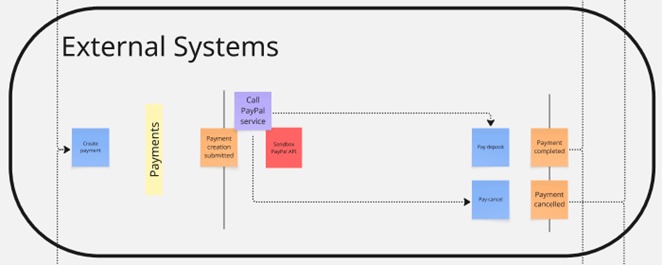 External Systems
Create
payment
Payments
Payment
creation
submitted
Call
PayPal
service
Sandbox
PayPal API
Pay deposit
Payment
completed
Pay cancel
Payment
cancelled